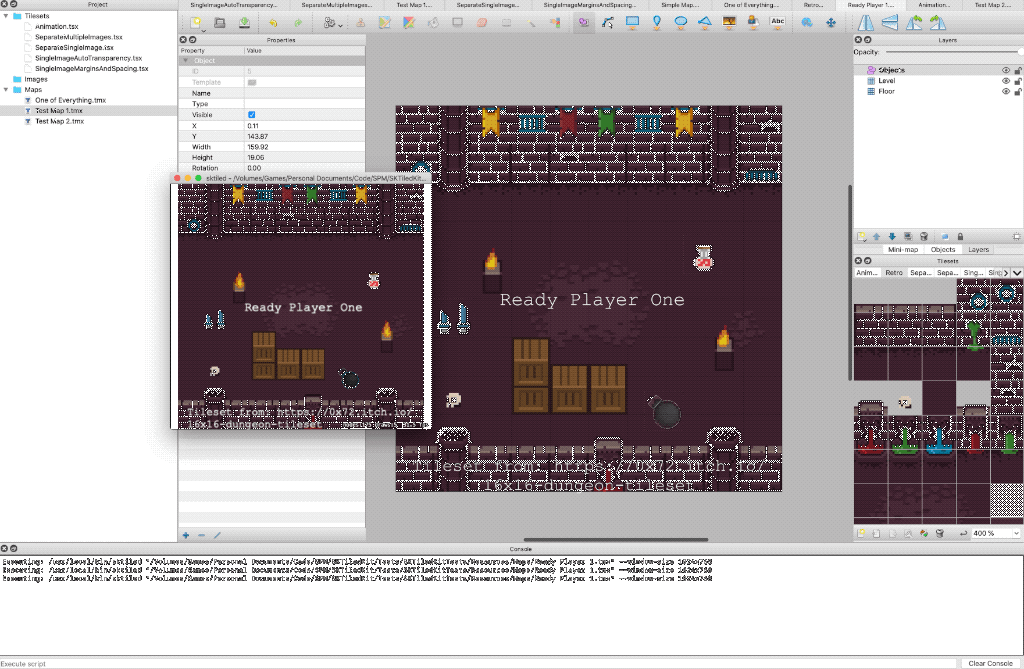 Project
SingleImageAutoTransparency...
SeparateMultipleImages...
Test Map 1....
SeparateSingleImage...
SingleImageMarginsAndSpacing...
Simple Map...
One of Everything...
Retro...
Ready Player 1....
Animation...
Test Map 2....
Tilesets
Animation.tsx
SeparateMultipleImages.tsx
SeparateSingleImage.tsx
SingleImageAutoTransparency.tsx
SingleImageMarginsAndSpacing.tsx
Images
Maps
One of Everything.tmx
Test Map 1.tmx
Test Map 2.tmx
Abc
Properties
Property Value
Object
ID 5
Template
Name
Type
Visible
X 0.11
Y 143.87
Width 159.92
Height 19.06
Rotation 0.00
sktiled - /Volumes/Games/Personal Documents/Code/SPM/SKTiledKit...
Ready Player One
Tileset from: https://0x72.itch.io/
16x16-dungeon-tileset
Ready Player One
Tileset from: https://0x72.itch.io/
16x16-dungeon-tileset
Layers
Opacity:
Objects
Level
Floor
Mini-map Objects Layers
Tilesets
Anim... Retro Sepa... Sepa... Sing... Sing
400 %
Console
Executing: /usr/local/bin/sktiled "/Volumes/Games/Personal Documents/Code/SPM/SKTiledKit/Tests/SKTiledKitTests/Resources/Maps/Ready Player 1.tmx" --window-size
Executing: /usr/local/bin/sktiled "/Volumes/Games/Personal Documents/Code/SPM/SKTiledKit/Tests/SKTiledKitTests/Resources/Maps/Ready Player 1.tmx" --window-size
Executing: /usr/local/bin/sktiled "/Volumes/Games/Personal Documents/Code/SPM/SKTiledKit/Tests/SKTiledKitTests/Resources/Maps/Ready Player 1.tmx" --window-size
Execute script
Clear Console